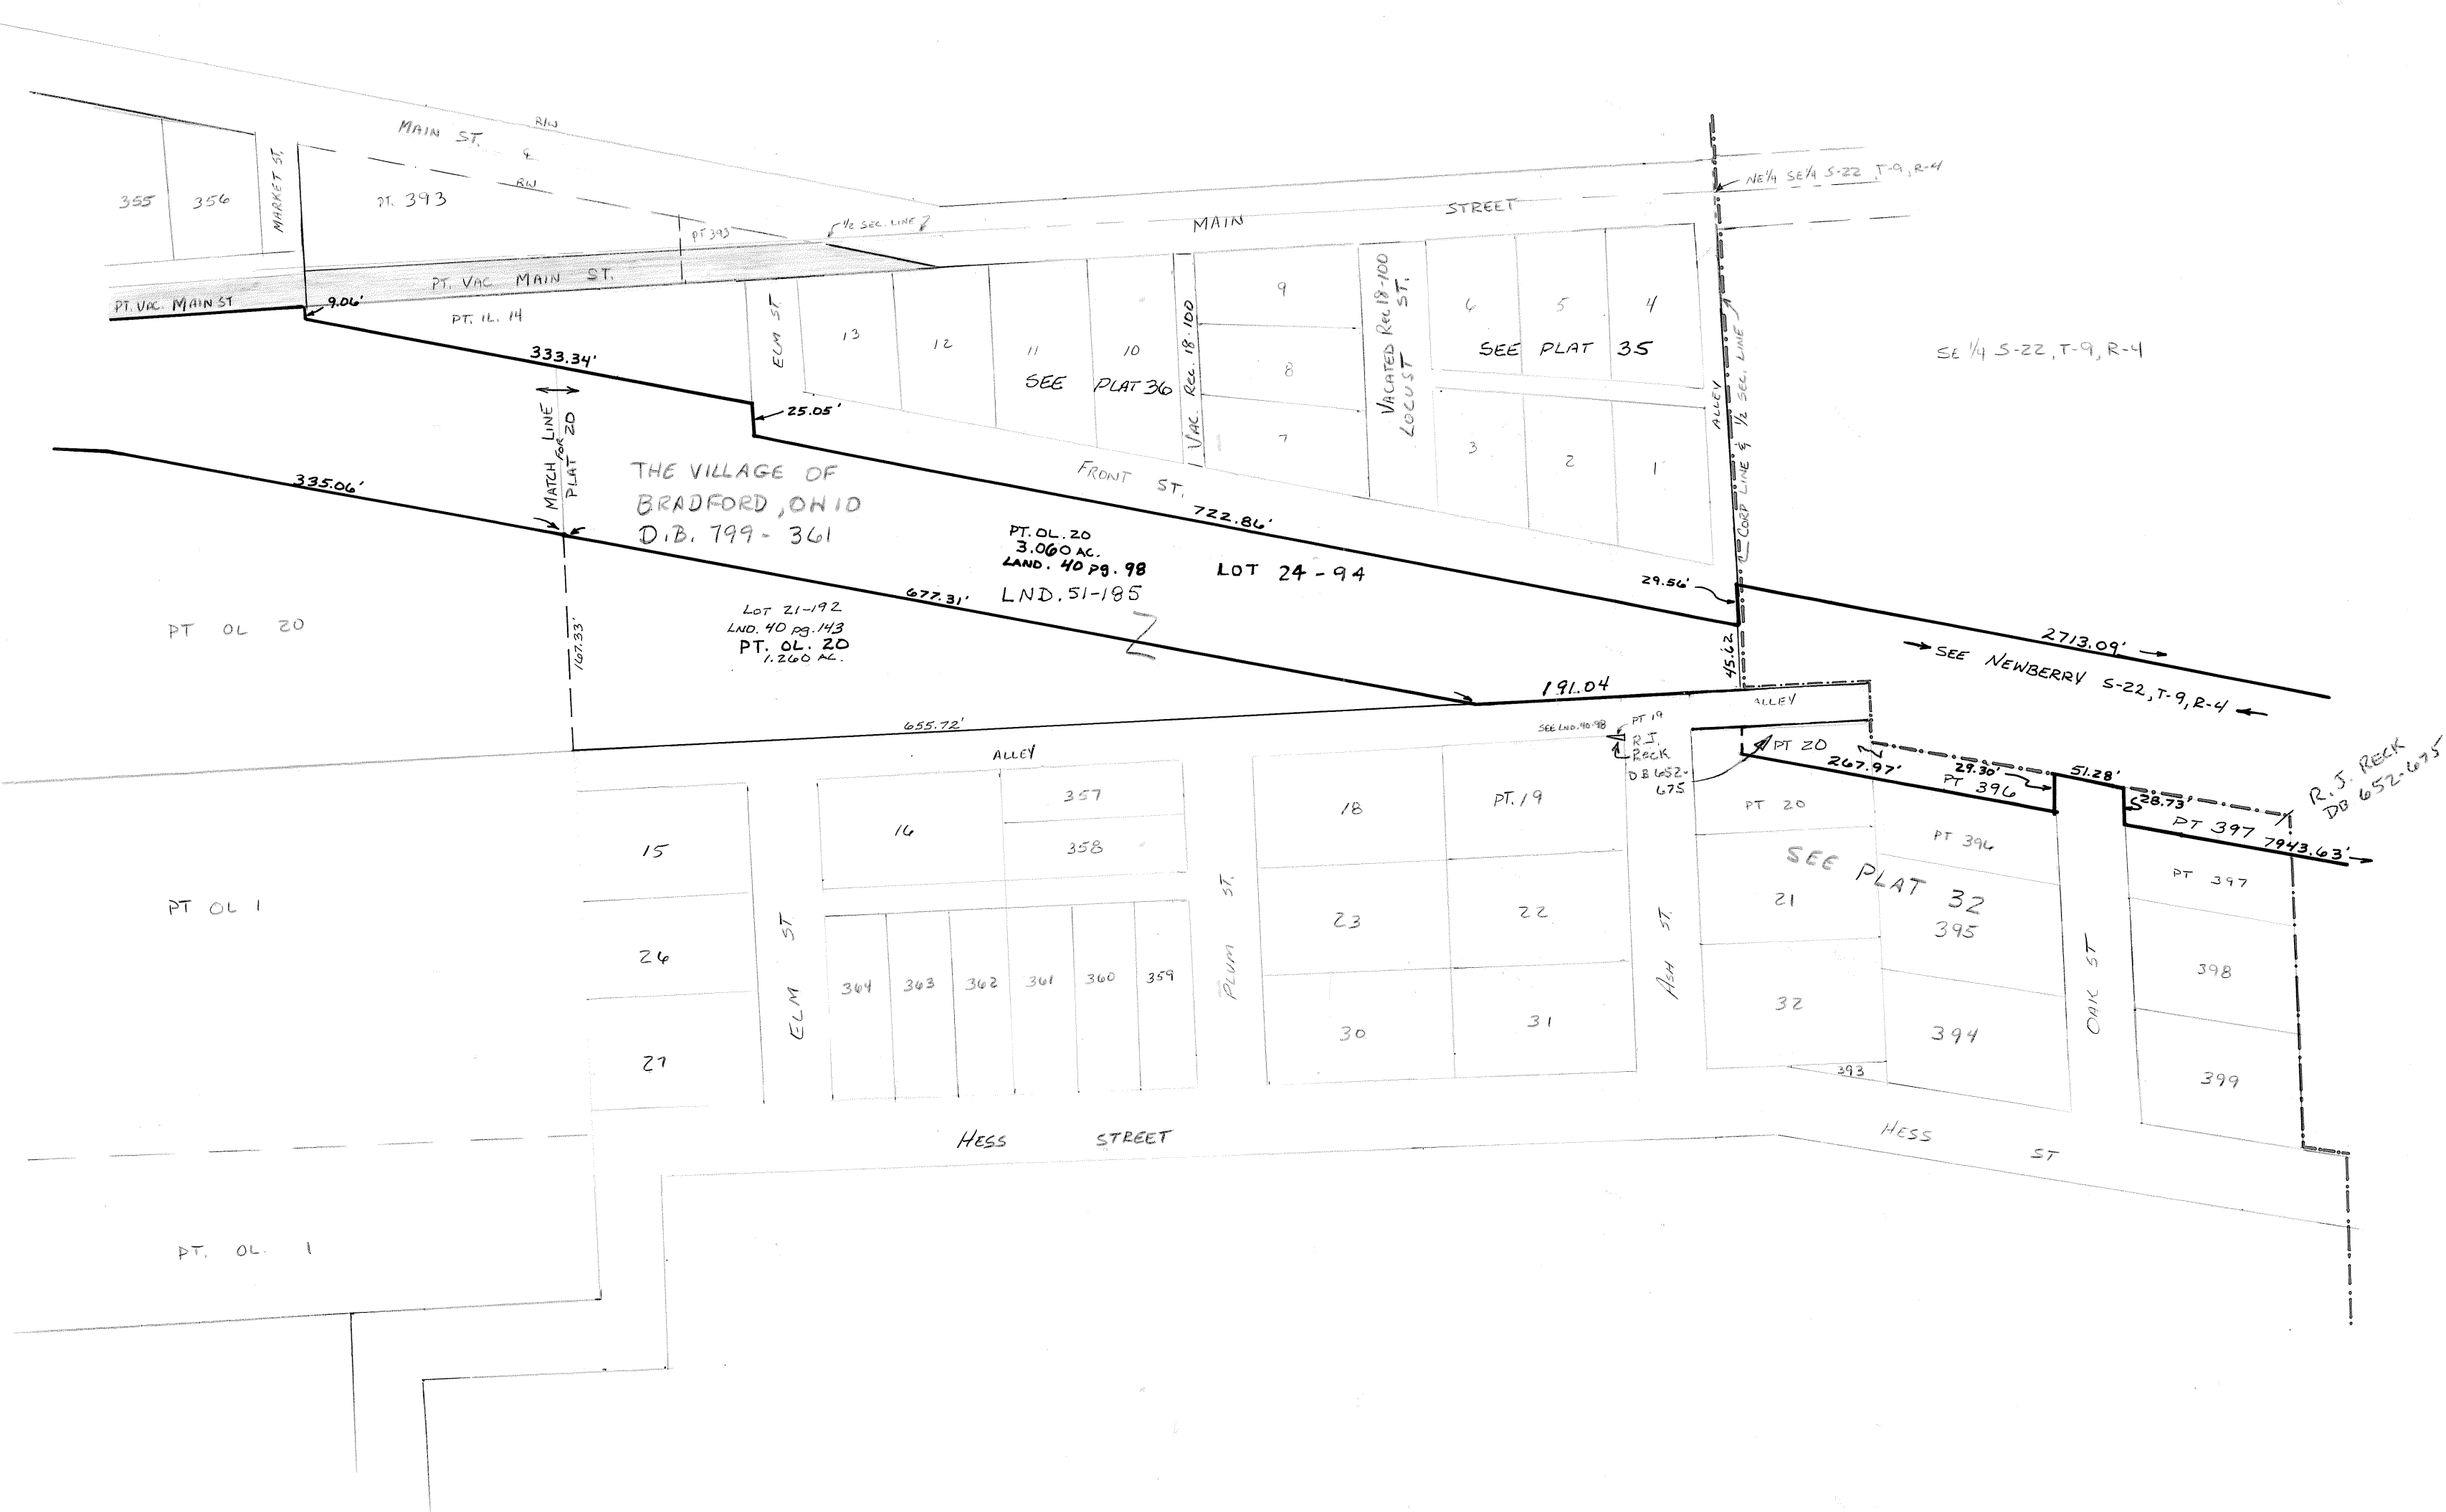 MAIN ST. ℄
R/W
R/W
MARKET ST.
355
356
PT. 393
PT 393
½ SEC. LINE
MAIN STREET
NE¼ SE¼ S-22, T-9, R-4
PT. VAC. MAIN ST
PT. VAC MAIN ST.
9.06'
PT. IL. 14
333.34'
ELM ST.
13
12
11
10
SEE PLAT 36
VAC. Rec. 18-100
9
8
7
VACATED Rec 18-100
LOCUST ST.
6
5
4
SEE PLAT 35
3
2
1
ALLEY
CORP LINE & ½ SEC. LINE
SE ¼ S-22, T-9, R-4
25.05'
MATCH LINE
FOR
PLAT 20
335.06'
THE VILLAGE OF
BRADFORD, OHIO
D.B. 799-361
FRONT ST.
722.86'
PT. OL. 20
3.060 AC.
LAND. 40 pg. 98
LND. 51-185
LOT 24-94
29.56'
45.62
677.31'
LOT 21-192
LND. 40 pg. 143
PT. OL. 20
1.260 AC.
167.33'
PT OL 20
2713.09'
SEE NEWBERRY S-22, T-9, R-4
191.04
655.72'
ALLEY
ALLEY
SEE LND. 40-98
PT 19
R.J.
RECK
DB 652-
675
PT 20
267.97'
29.30'
PT 396
51.28'
28.73'
PT 397
7943.63'
R. J. RECK
DB 652-675
PT OL 1
15
26
27
ELM ST
16
357
358
364
363
362
361
360
359
PLUM ST.
18
PT. 19
23
22
30
31
ASH ST.
PT 20
21
32
SEE PLAT 32
PT 396
395
394
393
OAK ST
PT 397
398
399
HESS STREET
HESS ST
PT. OL. 1